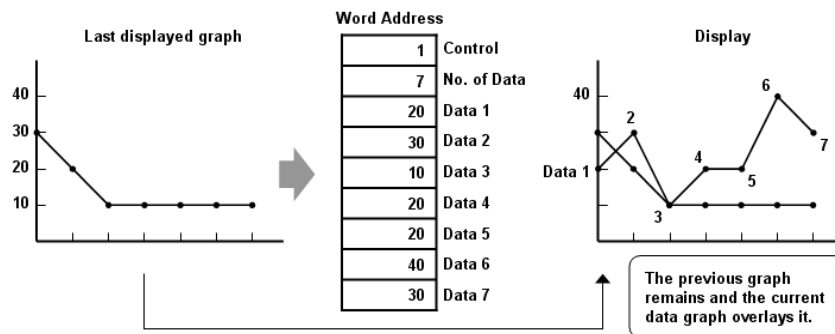 Last displayed graph
40
30
20
10
Word Address
1 Control
7 No. of Data
20 Data 1
30 Data 2
10 Data 3
20 Data 4
20 Data 5
40 Data 6
30 Data 7
Display
40
Data 1
2
3
4
5
6
7
The previous graph
remains and the current
data graph overlays it.